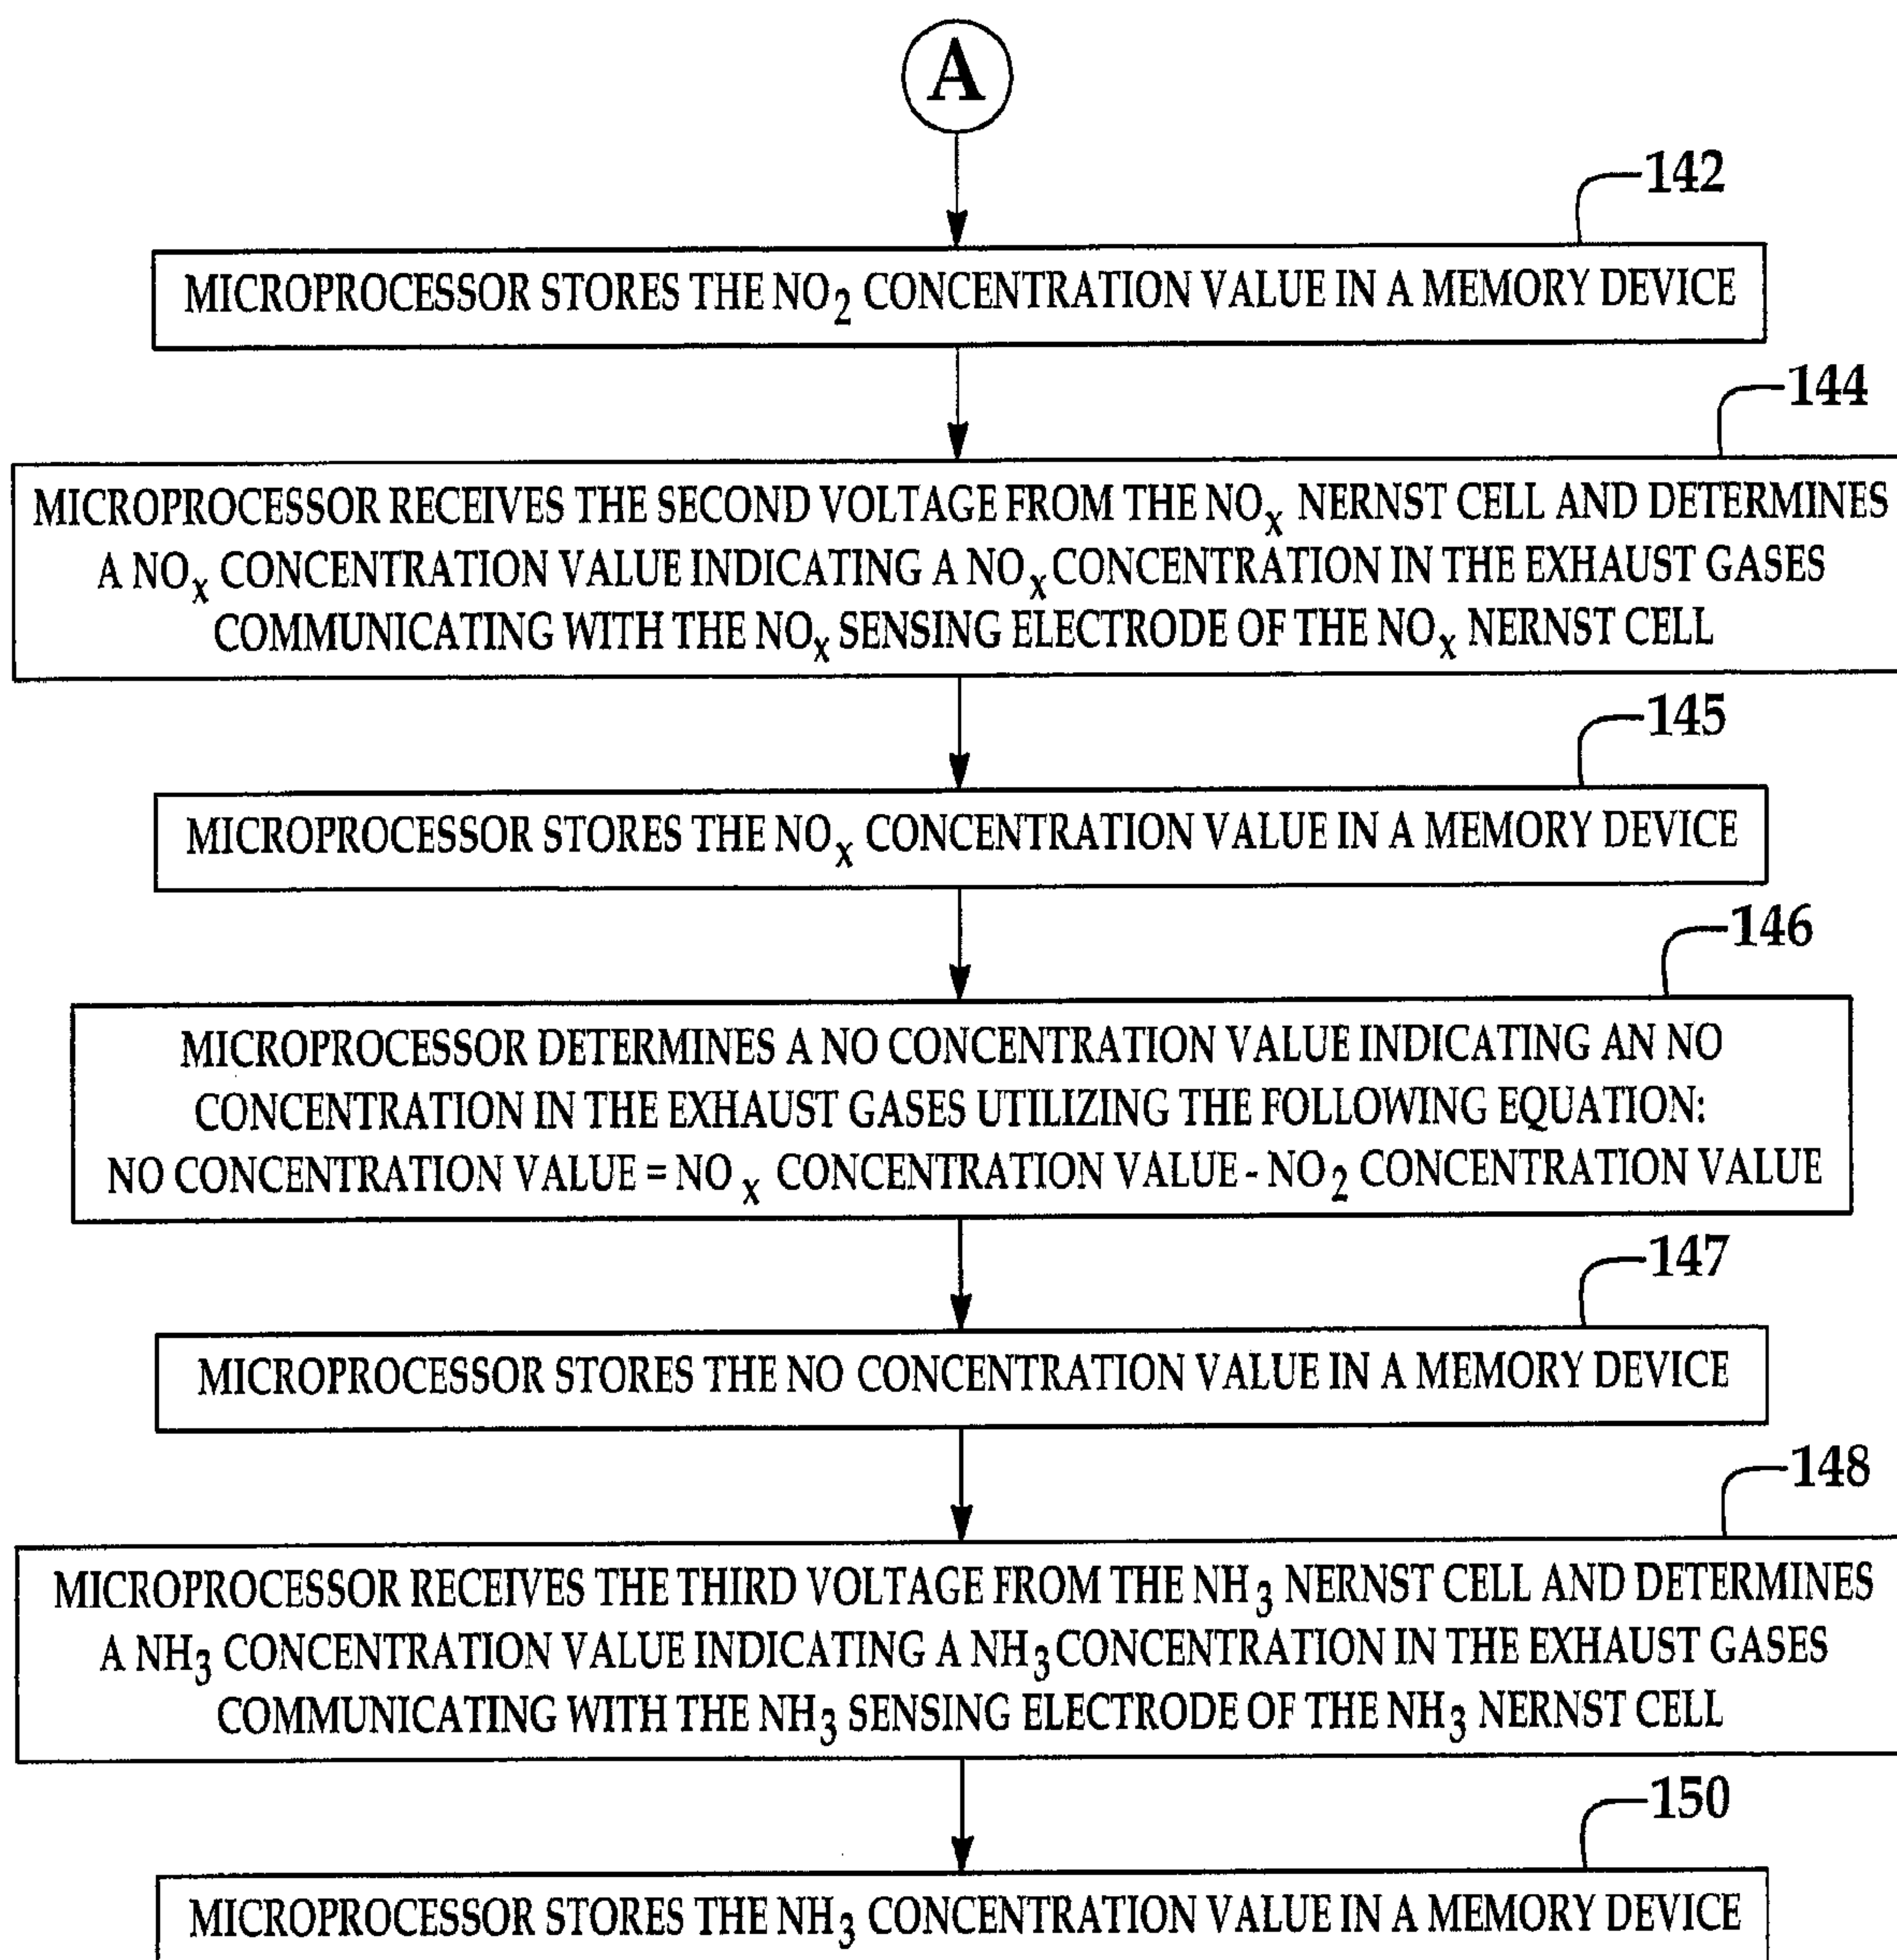 A
142
MICROPROCESSOR STORES THE NO₂ CONCENTRATION VALUE IN A MEMORY DEVICE
144
MICROPROCESSOR RECEIVES THE SECOND VOLTAGE FROM THE NOₓ NERNST CELL AND DETERMINES
A NOₓ CONCENTRATION VALUE INDICATING A NOₓ CONCENTRATION IN THE EXHAUST GASES
COMMUNICATING WITH THE NOₓ SENSING ELECTRODE OF THE NOₓ NERNST CELL
145
MICROPROCESSOR STORES THE NOₓ CONCENTRATION VALUE IN A MEMORY DEVICE
146
MICROPROCESSOR DETERMINES A NO CONCENTRATION VALUE INDICATING AN NO
CONCENTRATION IN THE EXHAUST GASES UTILIZING THE FOLLOWING EQUATION:
NO CONCENTRATION VALUE = NOₓ CONCENTRATION VALUE - NO₂ CONCENTRATION VALUE
147
MICROPROCESSOR STORES THE NO CONCENTRATION VALUE IN A MEMORY DEVICE
148
MICROPROCESSOR RECEIVES THE THIRD VOLTAGE FROM THE NH₃ NERNST CELL AND DETERMINES
A NH₃ CONCENTRATION VALUE INDICATING A NH₃ CONCENTRATION IN THE EXHAUST GASES
COMMUNICATING WITH THE NH₃ SENSING ELECTRODE OF THE NH₃ NERNST CELL
150
MICROPROCESSOR STORES THE NH₃ CONCENTRATION VALUE IN A MEMORY DEVICE